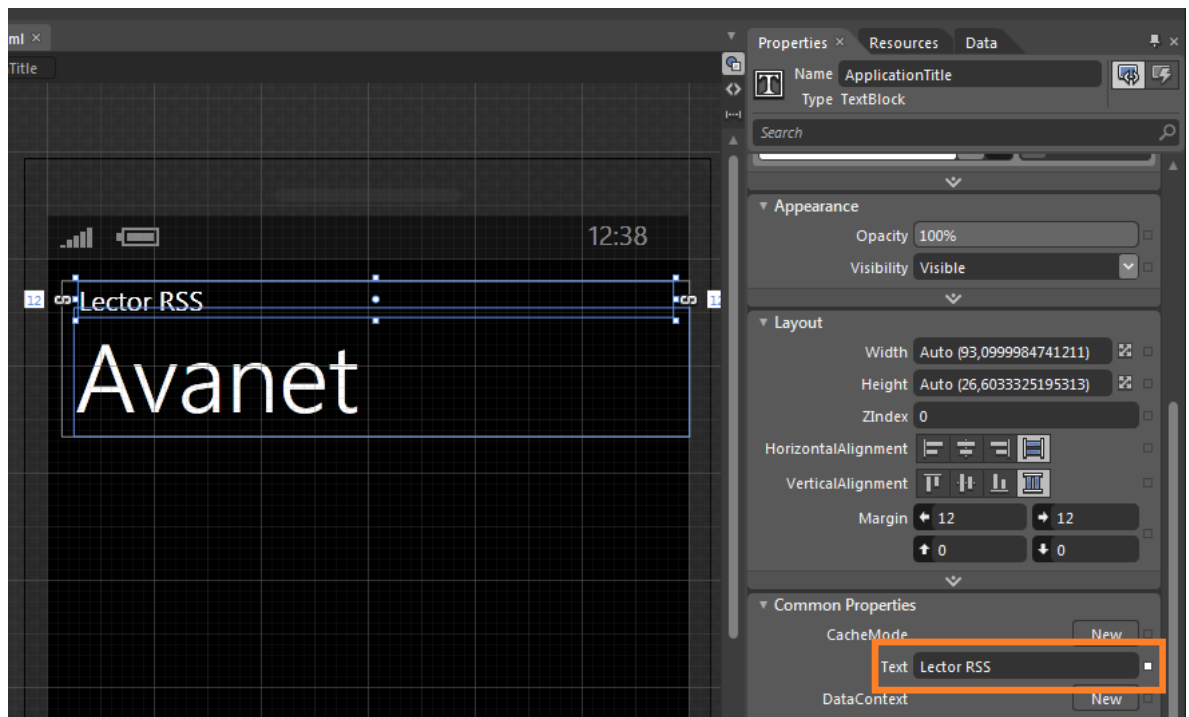 ml ×
Title
12:38
12
Lector RSS
12
Avanet
Properties × Resources Data
Name ApplicationTitle
Type TextBlock
Search
Appearance
Opacity 100%
Visibility Visible
Layout
Width Auto (93,0999984741211)
Height Auto (26,6033325195313)
ZIndex 0
HorizontalAlignment
VerticalAlignment
Margin 12 12
0 0
Common Properties
CacheMode New
Text Lector RSS
DataContext New